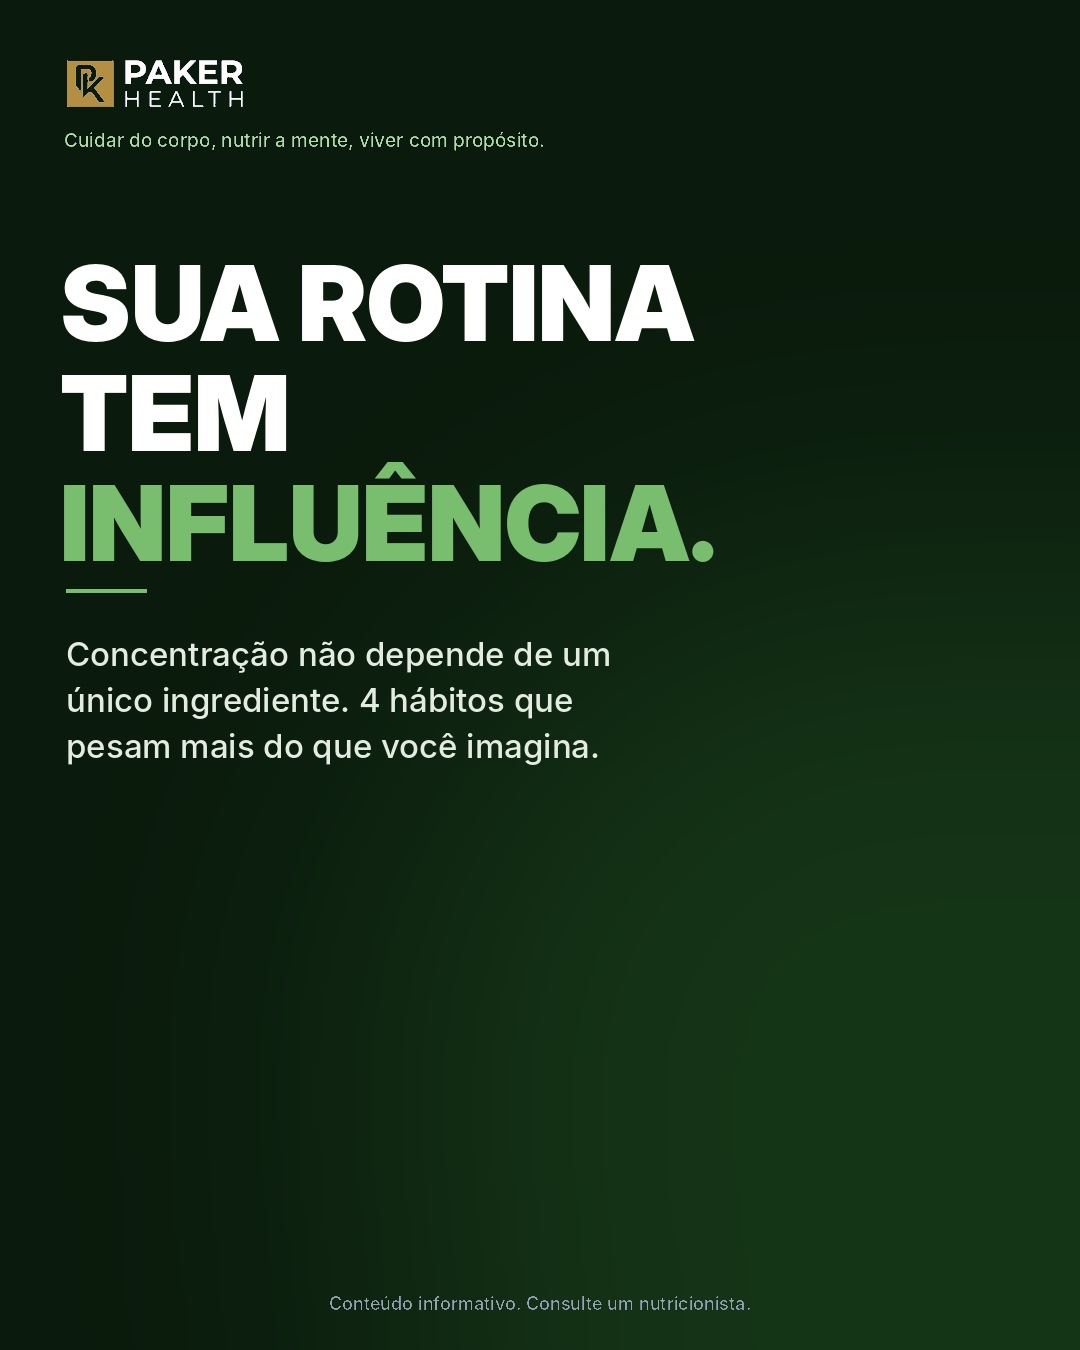 PAKER
HEALTH
Cuidar do corpo, nutrir a mente, viver com propósito.
SUA ROTINA
TEM
INFLUÊNCIA.
Concentração não depende de um
único ingrediente. 4 hábitos que
pesam mais do que você imagina.
Conteúdo informativo. Consulte um nutricionista.